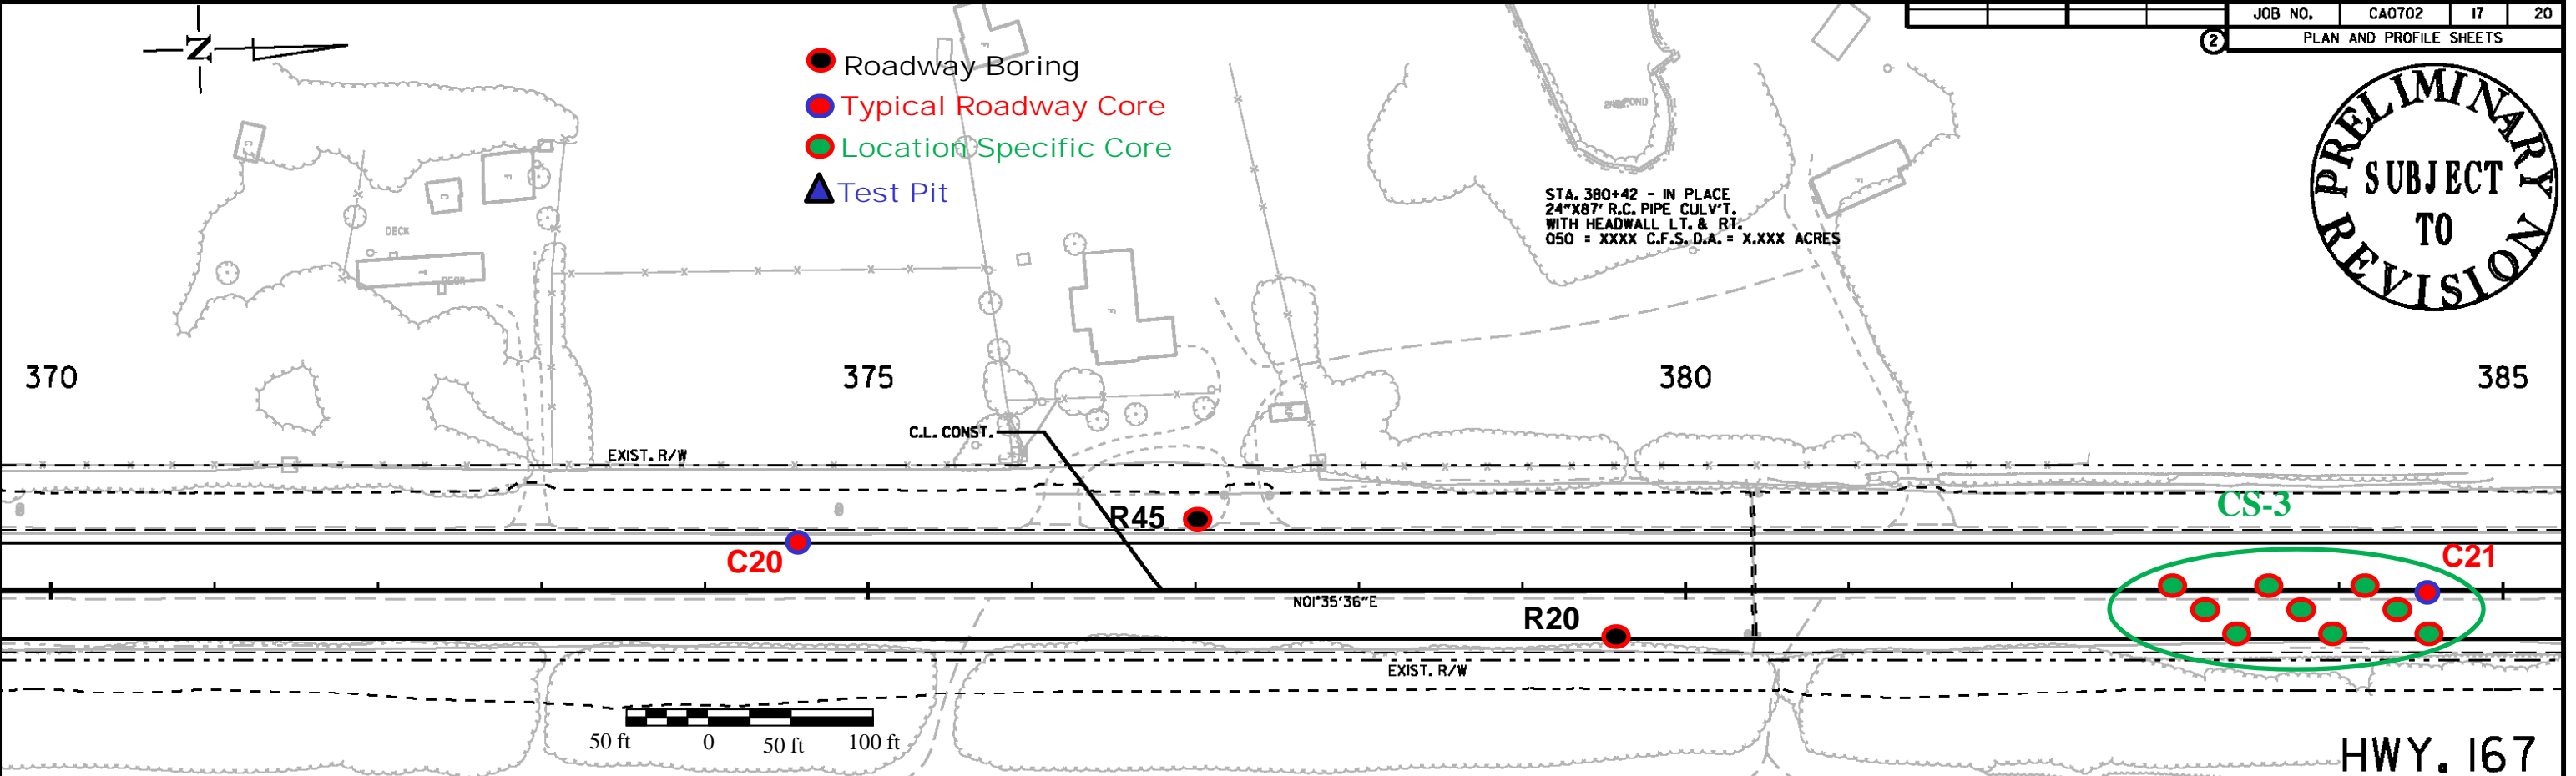 JOB NO. CA0702 17 20
2 PLAN AND PROFILE SHEETS
N
Roadway Boring
Typical Roadway Core
Location Specific Core
Test Pit
PRELIMINARY
SUBJECT
TO
REVISION
STA. 380+42 - IN PLACE
24"X87' R.C. PIPE CULV'T.
WITH HEADWALL LT. & RT.
Q50 = XXXX C.F.S. D.A. = X.XXX ACRES
DECK
DECK
370 375 380 385
C.L. CONST.
EXIST. R/W
CS-3
R45
C20
C21
N01°35'36"E
R20
EXIST. R/W
50 ft 0 50 ft 100 ft
HWY. 167